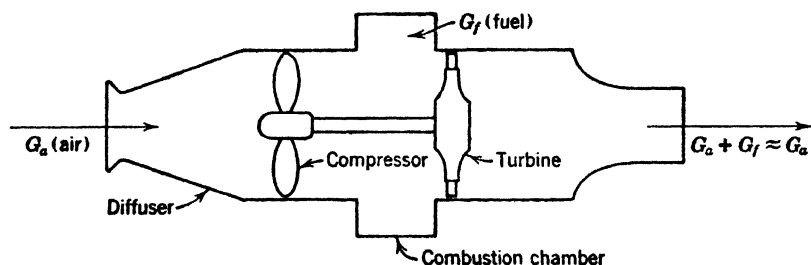 G_f (fuel)
G_a (air)
Compressor
Turbine
G_a + G_f ≈ G_a
Diffuser
Combustion chamber